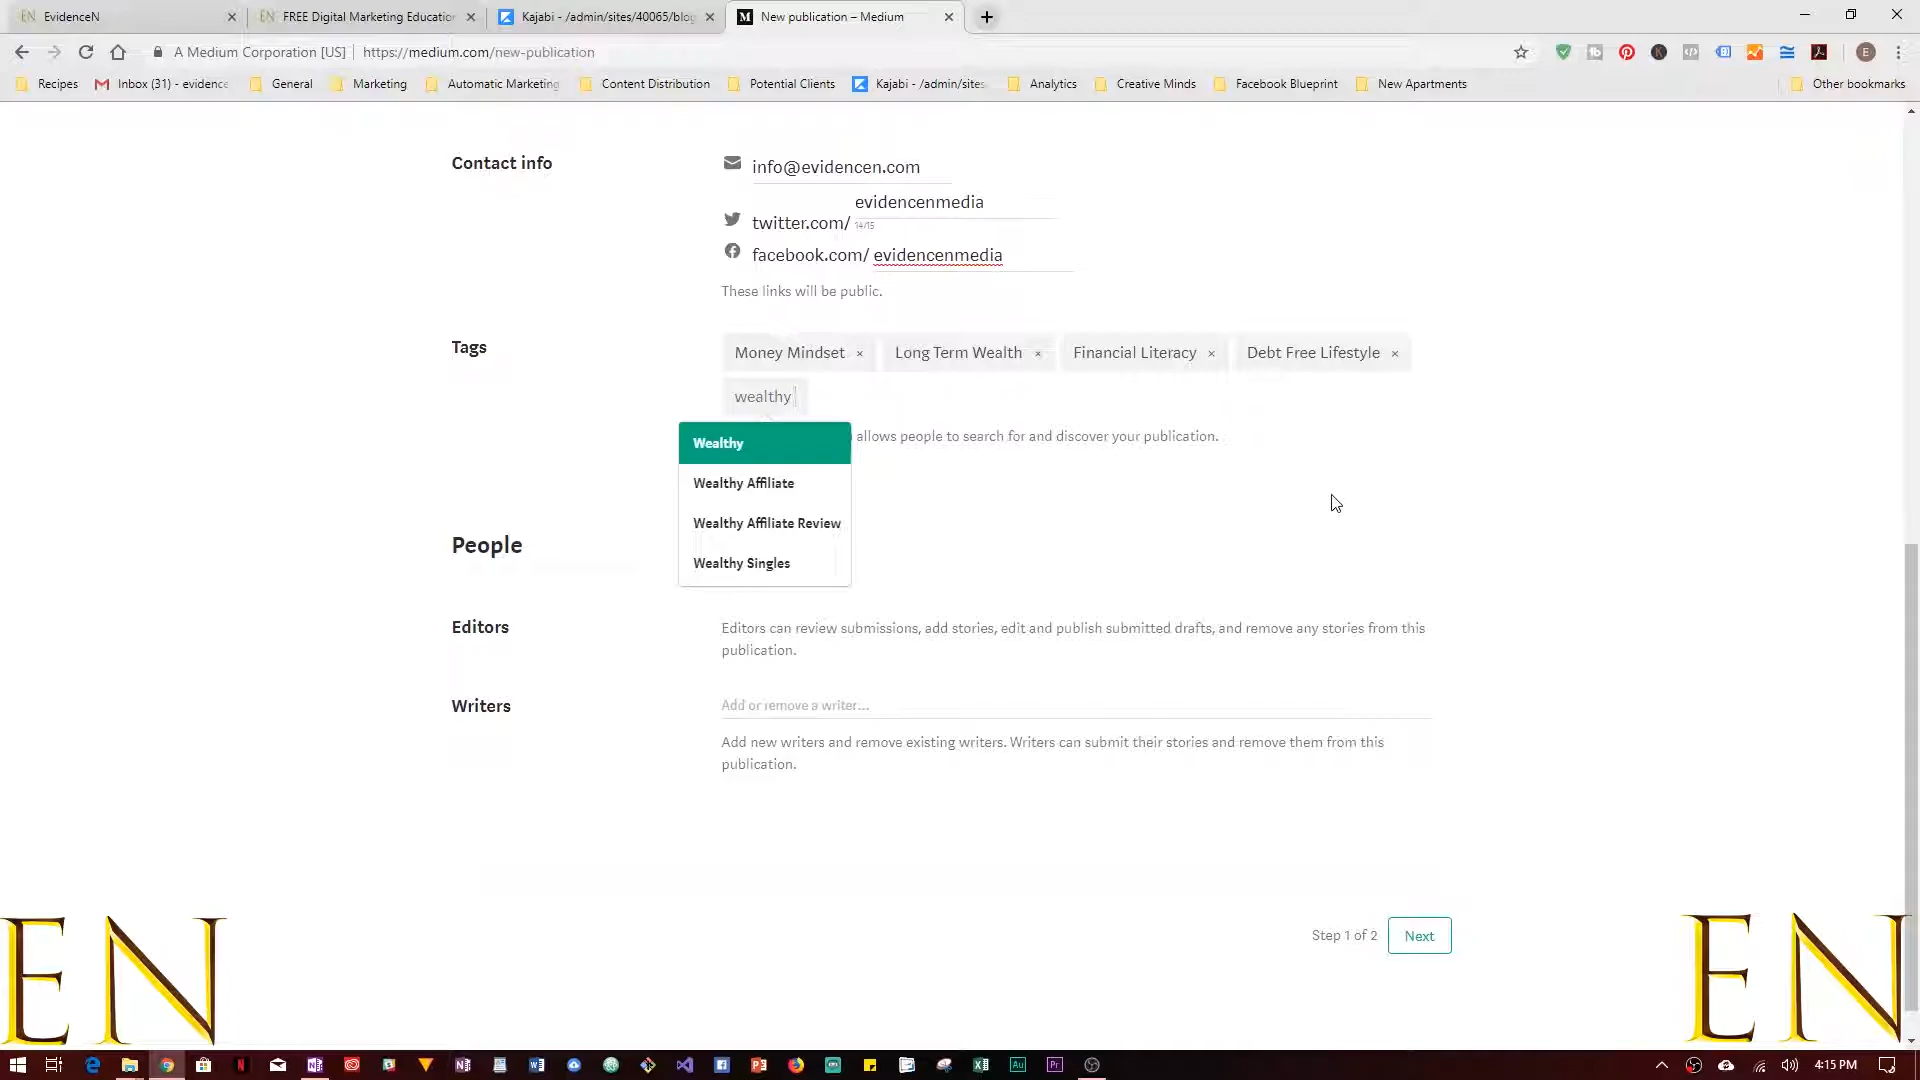 EvidenceN
FREE Digital Marketing Education
Kajabi - /admin/sites/40065/blog
New publication – Medium
A Medium Corporation [US]
https://medium.com/new-publication
Recipes
Inbox (31) - evidence
General
Marketing
Automatic Marketing
Content Distribution
Potential Clients
Kajabi - /admin/sites
Analytics
Creative Minds
Facebook Blueprint
New Apartments
Other bookmarks
Contact info
info@evidencen.com
evidencenmedia
twitter.com/
14/15
facebook.com/ evidencenmedia
These links will be public.
Tags
Money Mindset ×
Long Term Wealth ×
Financial Literacy ×
Debt Free Lifestyle ×
wealthy
allows people to search for and discover your publication.
Wealthy
Wealthy Affiliate
Wealthy Affiliate Review
Wealthy Singles
People
Editors
Editors can review submissions, add stories, edit and publish submitted drafts, and remove any stories from this
publication.
Writers
Add or remove a writer...
Add new writers and remove existing writers. Writers can submit their stories and remove them from this
publication.
Step 1 of 2
Next
EN
EN
4:15 PM